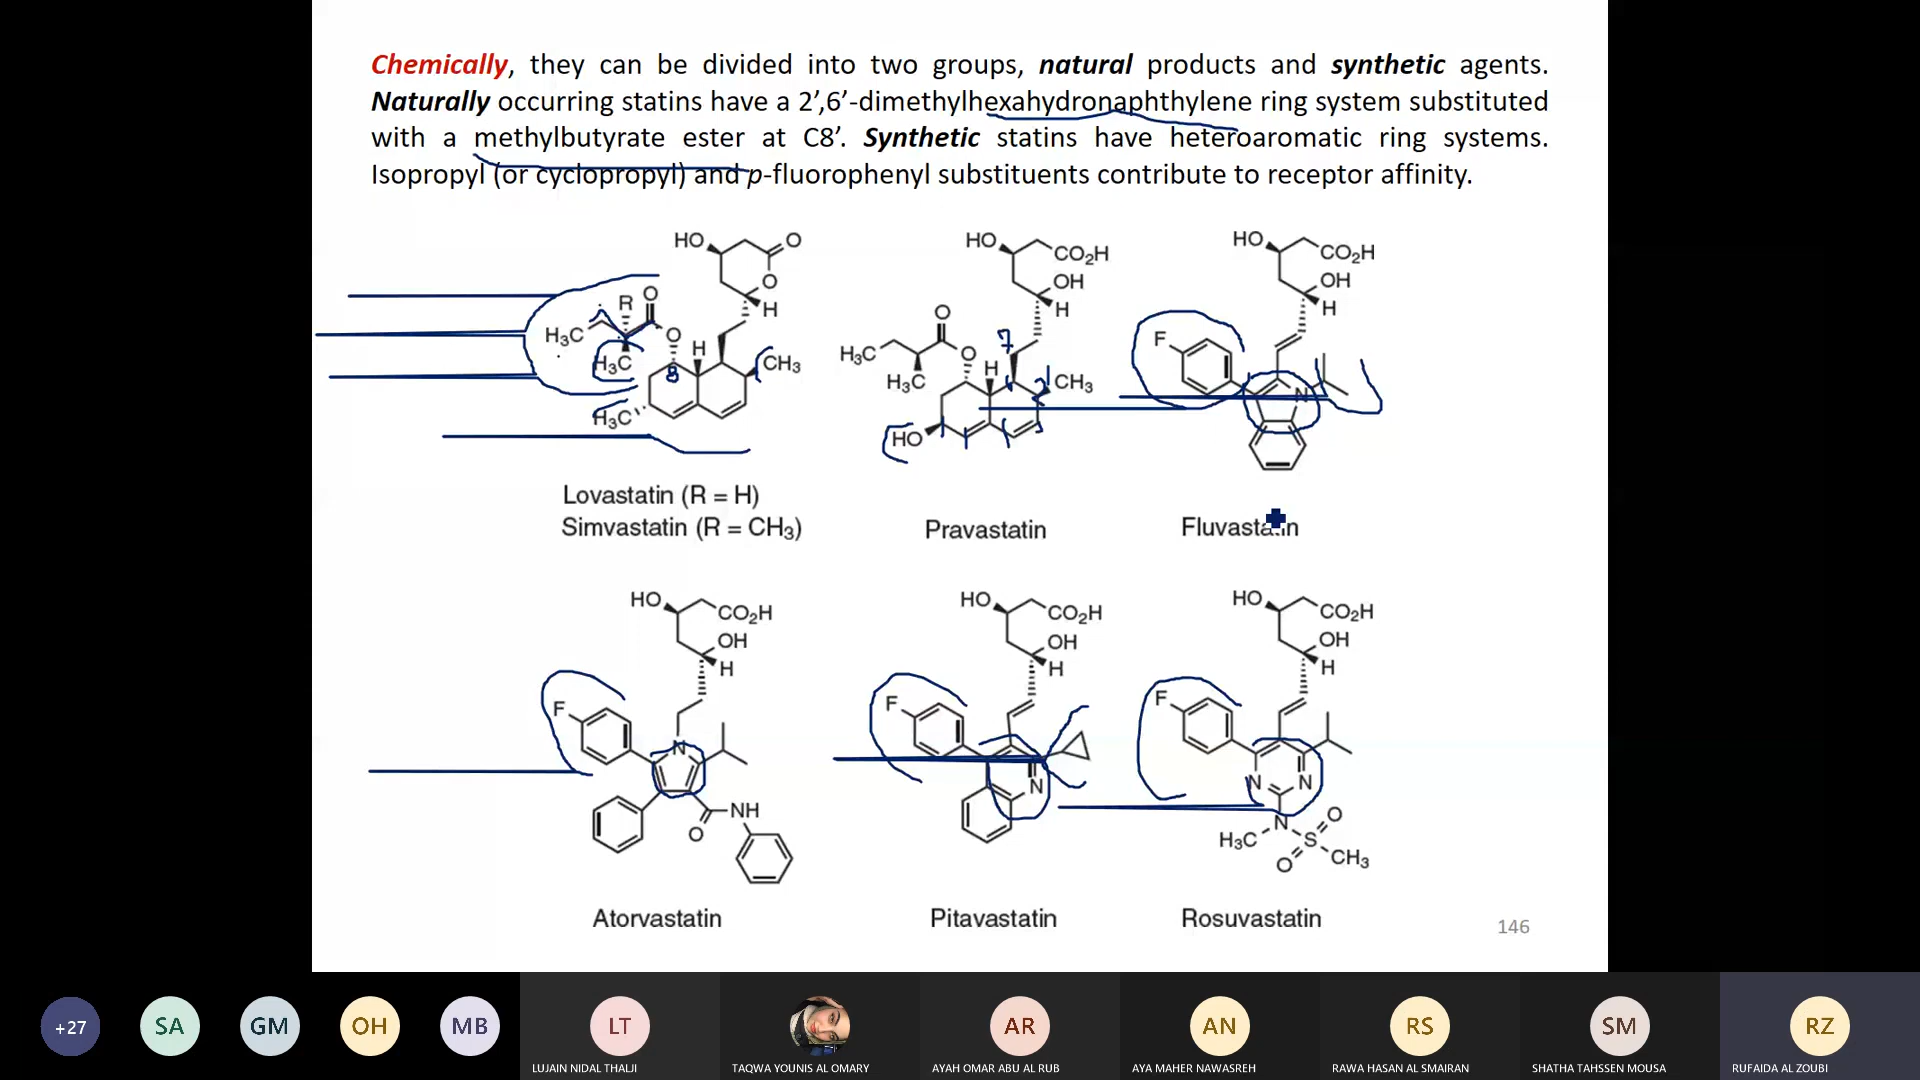 Chemically, they can be divided into two groups, natural products and synthetic agents.
Naturally occurring statins have a 2’,6’-dimethylhexahydronaphthylene ring system substituted
with a methylbutyrate ester at C8’. Synthetic statins have heteroaromatic ring systems.
Isopropyl (or cyclopropyl) and p-fluorophenyl substituents contribute to receptor affinity.
HO
O
O
H
R
O
H₃C
H₃C
O
H
CH₃
8
H₃C
Lovastatin (R = H)
Simvastatin (R = CH₃)
HO
CO₂H
OH
H
O
7
H₃C
O
H₃C
H
CH₃
HO
Pravastatin
HO
CO₂H
OH
H
F
N
Fluvastatin
HO
CO₂H
OH
H
F
N
NH
O
Atorvastatin
HO
CO₂H
OH
H
F
N
Pitavastatin
HO
CO₂H
OH
H
F
N N
N
O
H₃C
S
O
CH₃
Rosuvastatin
146
+27
SA
GM
OH
MB
LT
AR
AN
RS
SM
RZ
LUJAIN NIDAL THALJI
TAQWA YOUNIS AL OMARY
AYAH OMAR ABU AL RUB
AYA MAHER NAWASREH
RAWA HASAN AL SMAIRAN
SHATHA TAHSSEN MOUSA
RUFAIDA AL ZOUBI